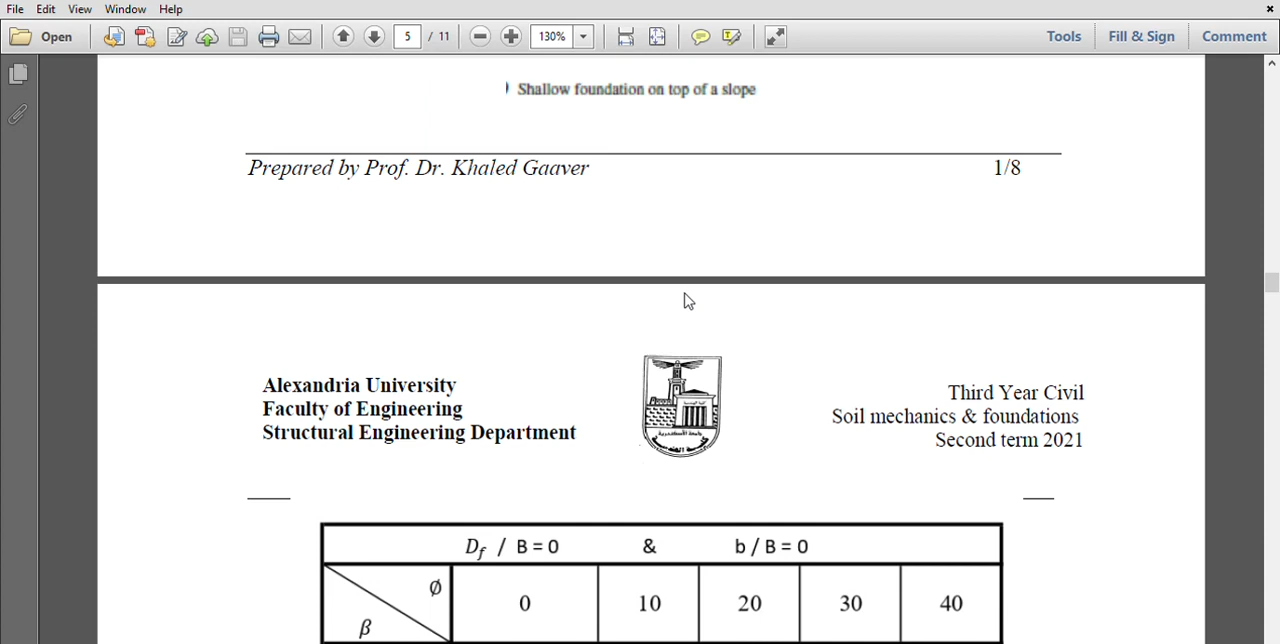 File Edit View Window Help
Open 5 / 11 130% Tools Fill & Sign Comment
Shallow foundation on top of a slope
Prepared by Prof. Dr. Khaled Gaaver 1/8
Alexandria University
Faculty of Engineering
Structural Engineering Department
Third Year Civil
Soil mechanics & foundations
Second term 2021
D_f / B = 0 & b / B = 0
Ø
β
0 10 20 30 40